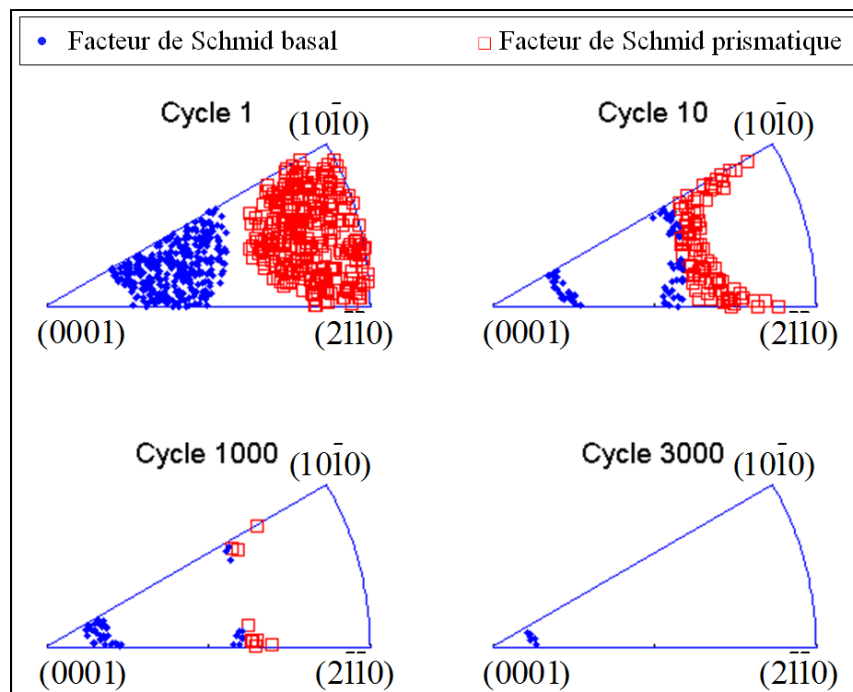 Facteur de Schmid basal
Facteur de Schmid prismatique
Cycle 1
(101̄0)
(0001)
(21̄1̄0)
Cycle 10
(101̄0)
(0001)
(21̄1̄0)
Cycle 1000
(101̄0)
(0001)
(21̄1̄0)
Cycle 3000
(101̄0)
(0001)
(21̄1̄0)